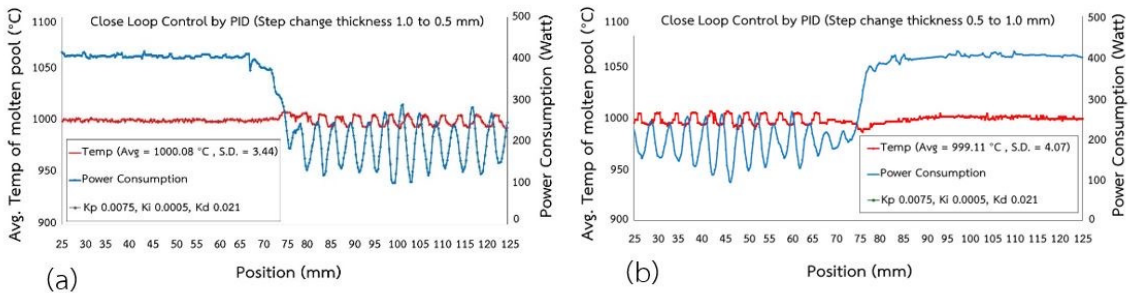 Close Loop Control by PID (Step change thickness 1.0 to 0.5 mm)
Avg. Temp of molten pool (°C)
1100
1050
1000
950
900
500
400
300
200
100
0
Power Consumption (Watt)
Temp (Avg = 1000.08 °C , S.D. = 3.44)
Power Consumption
Kp 0.0075, Ki 0.0005, Kd 0.021
25 35 30 40 45 50 55 60 65 70 75 80 85 90 95 100 105 110 115 120 125
Position (mm)
(a)
Close Loop Control by PID (Step change thickness 0.5 to 1.0 mm)
Avg. Temp of molten pool (°C)
1100
1050
1000
950
900
500
400
300
200
100
0
Power Consumption (Watt)
Temp (Avg = 999.11 °C , S.D. = 4.07)
Power Consumption
Kp 0.0075, Ki 0.0005, Kd 0.021
25 30 35 40 45 50 55 60 65 70 75 80 85 90 95 100 105 110 115 120 125
Position (mm)
(b)